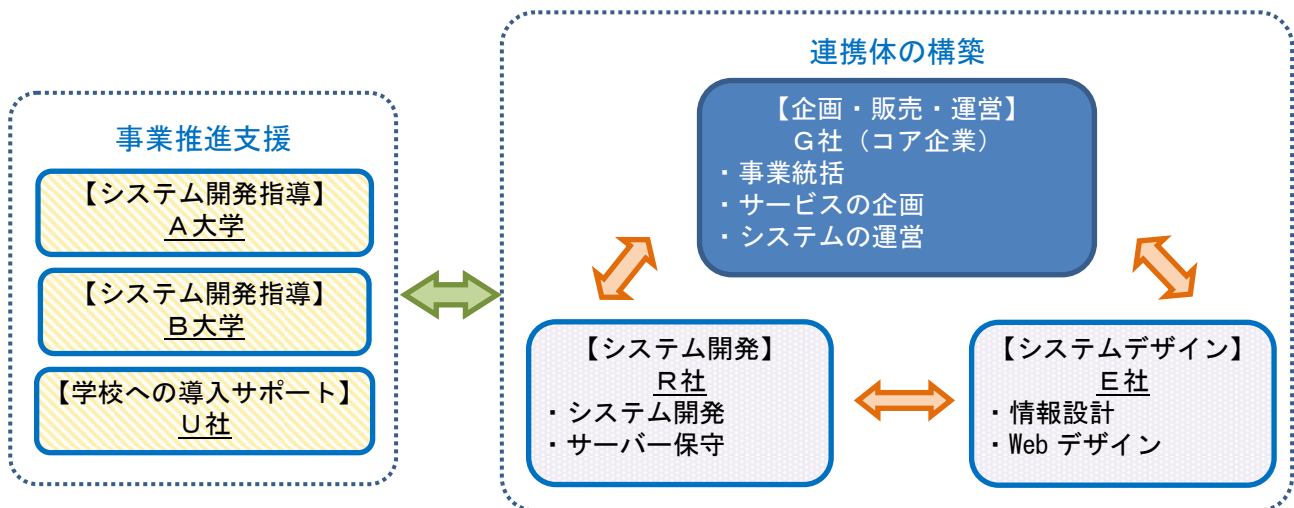 事業推進支援
【システム開発指導】
Ａ大学
【システム開発指導】
Ｂ大学
【学校への導入サポート】
Ｕ社
連携体の構築
【企画・販売・運営】
Ｇ社（コア企業）
・事業統括
・サービスの企画
・システムの運営
【システム開発】
Ｒ社
・システム開発
・サーバー保守
【システムデザイン】
Ｅ社
・情報設計
・Web デザイン